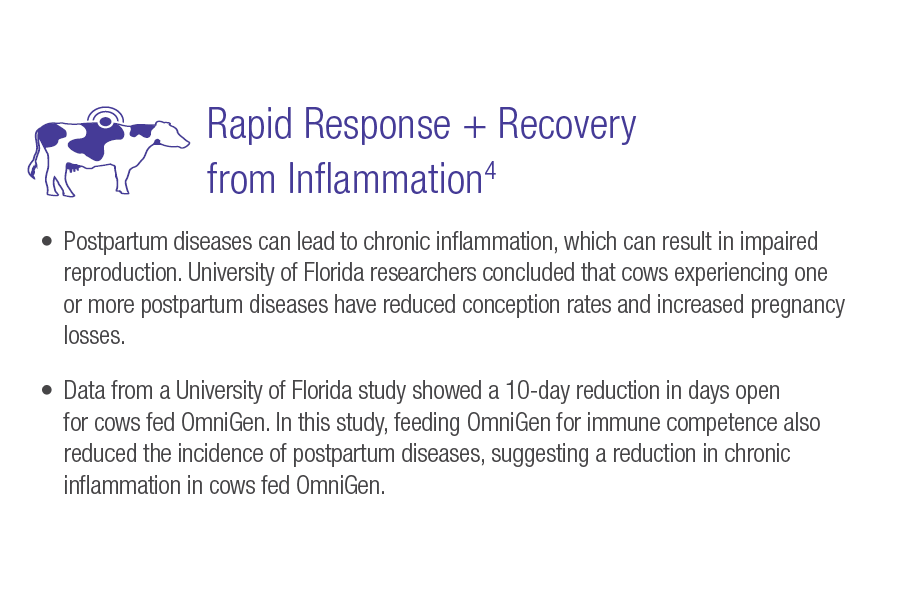 Rapid Response + Recovery
from Inflammation4
• Postpartum diseases can lead to chronic inflammation, which can result in impaired
reproduction. University of Florida researchers concluded that cows experiencing one
or more postpartum diseases have reduced conception rates and increased pregnancy
losses.
• Data from a University of Florida study showed a 10-day reduction in days open
for cows fed OmniGen. In this study, feeding OmniGen for immune competence also
reduced the incidence of postpartum diseases, suggesting a reduction in chronic
inflammation in cows fed OmniGen.